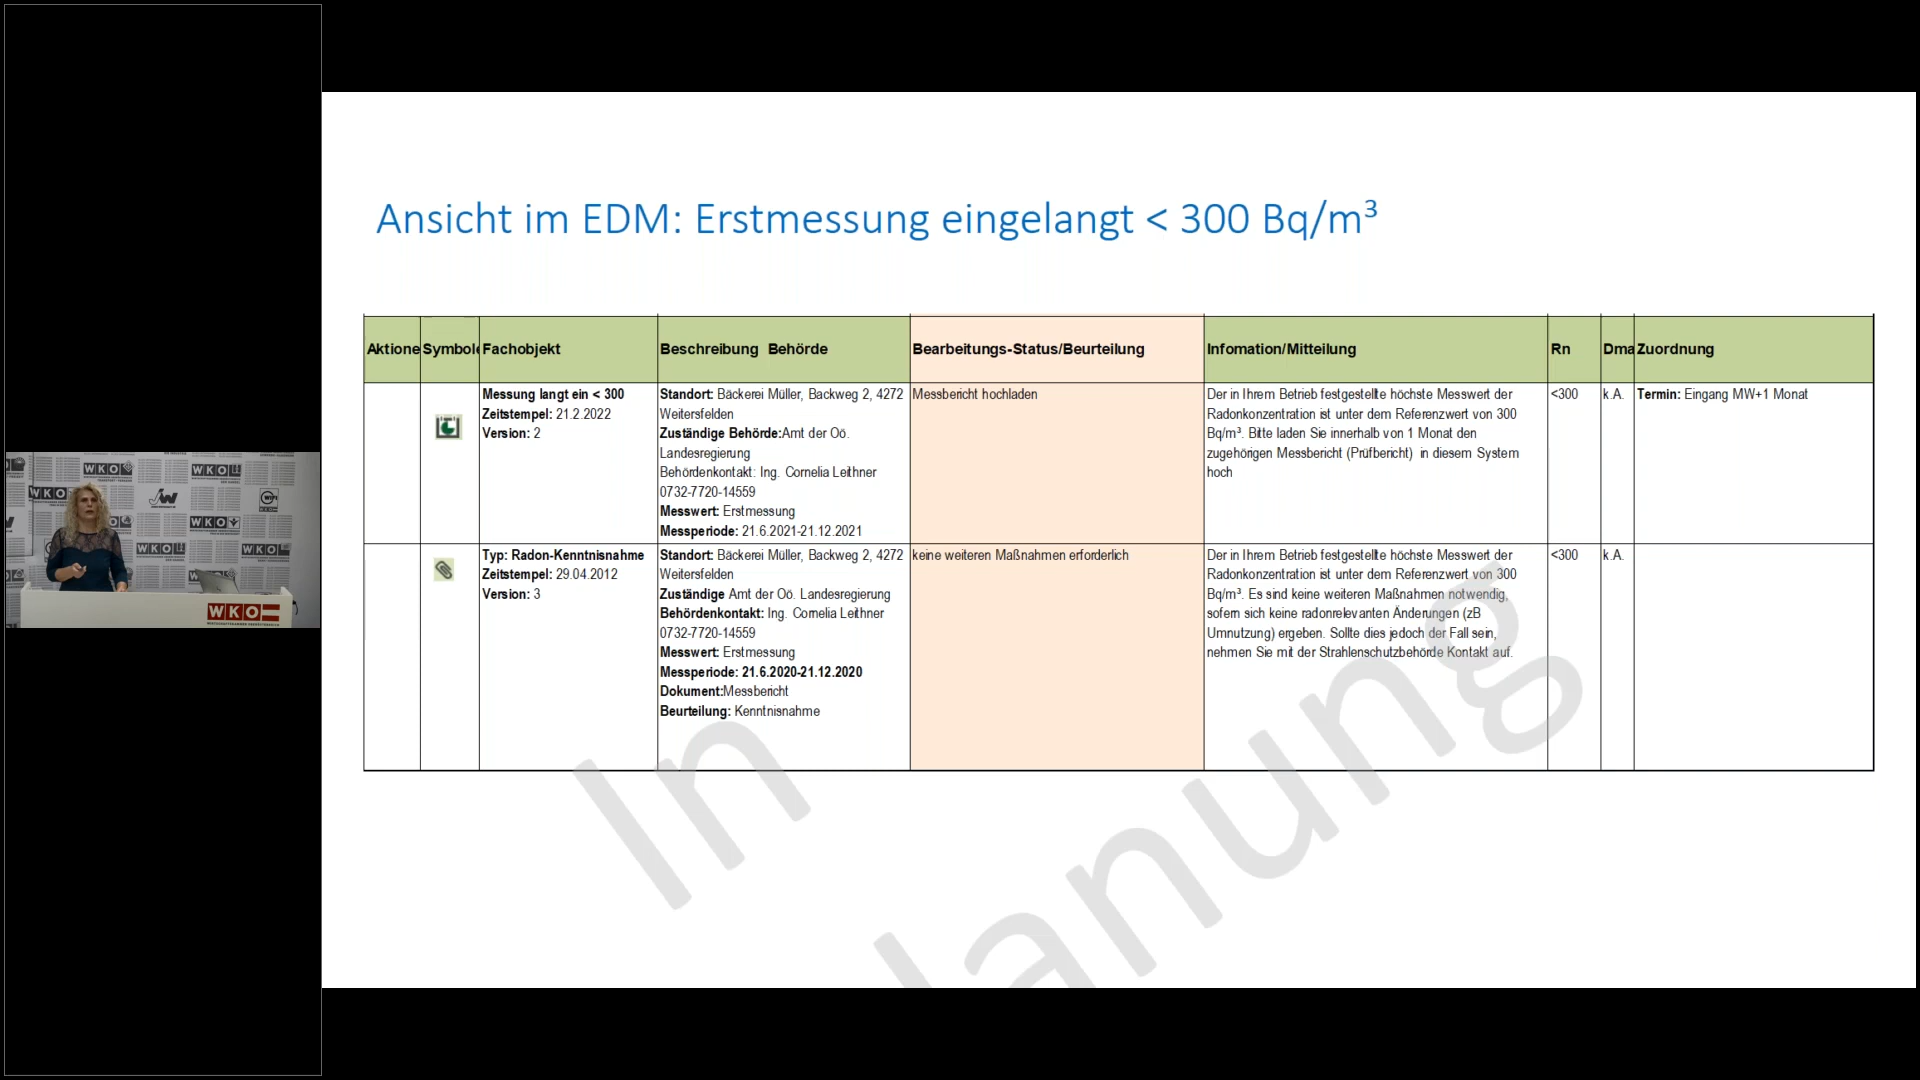 Ansicht im EDM: Erstmessung eingelangt < 300 Bq/m³
Aktione Symbole Fachobjekt Beschreibung Behörde Bearbeitungs-Status/Beurteilung Infomation/Mitteilung Rn Dma Zuordnung
Messung langt ein < 300
Zeitstempel: 21.2.2022
Version: 2
Standort: Bäckerei Müller, Backweg 2, 4272
Weitersfelden
Zuständige Behörde:Amt der Oö.
Landesregierung
Behördenkontakt: Ing. Cornelia Leithner
0732-7720-14559
Messwert: Erstmessung
Messperiode: 21.6.2021-21.12.2021
Messbericht hochladen
Der in Ihrem Betrieb festgestellte höchste Messwert der
Radonkonzentration ist unter dem Referenzwert von 300
Bq/m³. Bitte laden Sie innerhalb von 1 Monat den
zugehörigen Messbericht (Prüfbericht) in diesem System
hoch
<300
k.A.
Termin: Eingang MW+1 Monat
Typ: Radon-Kenntnisnahme
Zeitstempel: 29.04.2012
Version: 3
Standort: Bäckerei Müller, Backweg 2, 4272
Weitersfelden
Zuständige Amt der Oö. Landesregierung
Behördenkontakt: Ing. Cornelia Leithner
0732-7720-14559
Messwert: Erstmessung
Messperiode: 21.6.2020-21.12.2020
Dokument:Messbericht
Beurteilung: Kenntnisnahme
keine weiteren Maßnahmen erforderlich
Der in Ihrem Betrieb festgestellte höchste Messwert der
Radonkonzentration ist unter dem Referenzwert von 300
Bq/m³. Es sind keine weiteren Maßnahmen notwendig,
sofern sich keine radonrelevanten Änderungen (zB
Umnutzung) ergeben. Sollte dies jedoch der Fall sein,
nehmen Sie mit der Strahlenschutzbehörde Kontakt auf.
<300
k.A.
In
lanung
WKO
WKO
WKO
WKO
WKO
WKO
WKO